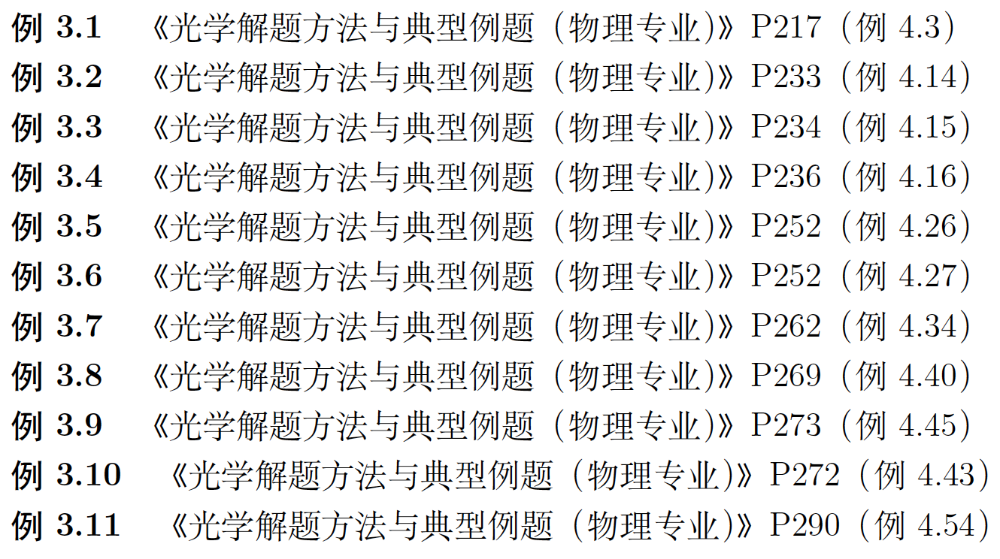 例 3.1 《光学解题方法与典型例题（物理专业）》P217（例 4.3）
例 3.2 《光学解题方法与典型例题（物理专业）》P233（例 4.14）
例 3.3 《光学解题方法与典型例题（物理专业）》P234（例 4.15）
例 3.4 《光学解题方法与典型例题（物理专业）》P236（例 4.16）
例 3.5 《光学解题方法与典型例题（物理专业）》P252（例 4.26）
例 3.6 《光学解题方法与典型例题（物理专业）》P252（例 4.27）
例 3.7 《光学解题方法与典型例题（物理专业）》P262（例 4.34）
例 3.8 《光学解题方法与典型例题（物理专业）》P269（例 4.40）
例 3.9 《光学解题方法与典型例题（物理专业）》P273（例 4.45）
例 3.10 《光学解题方法与典型例题（物理专业）》P272（例 4.43）
例 3.11 《光学解题方法与典型例题（物理专业）》P290（例 4.54）